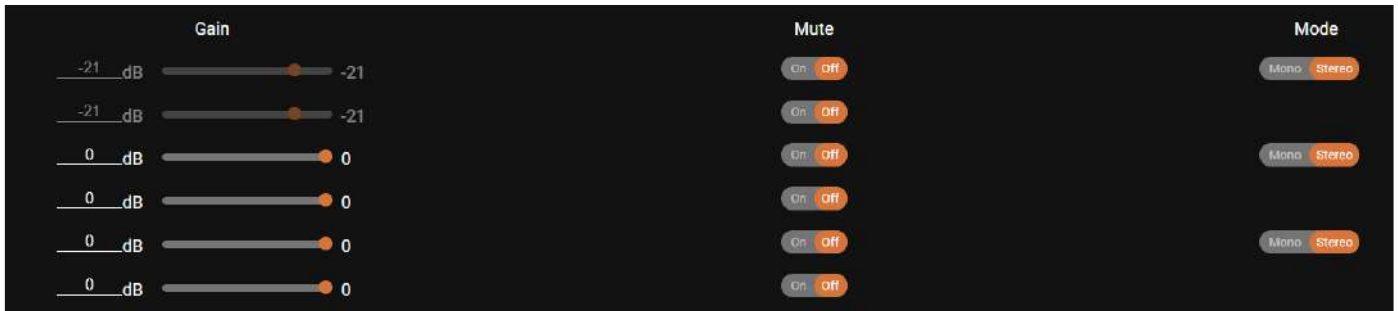 Gain Mute Mode
-21 dB -21 On Off Mono Stereo
-21 dB -21 On Off
0 dB 0 On Off Mono Stereo
0 dB 0 On Off
0 dB 0 On Off Mono Stereo
0 dB 0 On Off